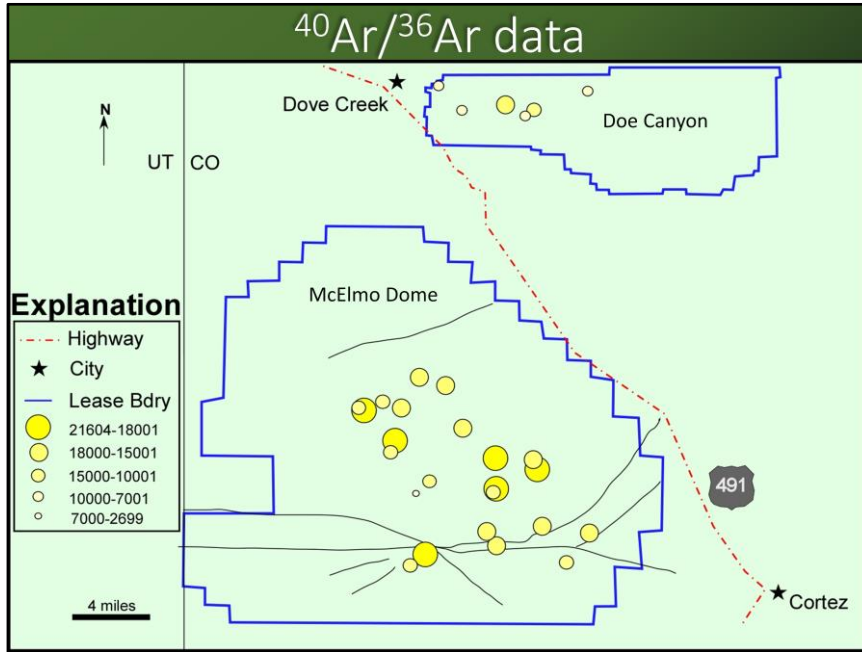 ⁴⁰Ar/³⁶Ar data
N
Dove Creek
Doe Canyon
UT CO
McElmo Dome
Explanation
Highway
City
Lease Bdry
21604-18001
18000-15001
15000-10001
10000-7001
7000-2699
491
4 miles
Cortez